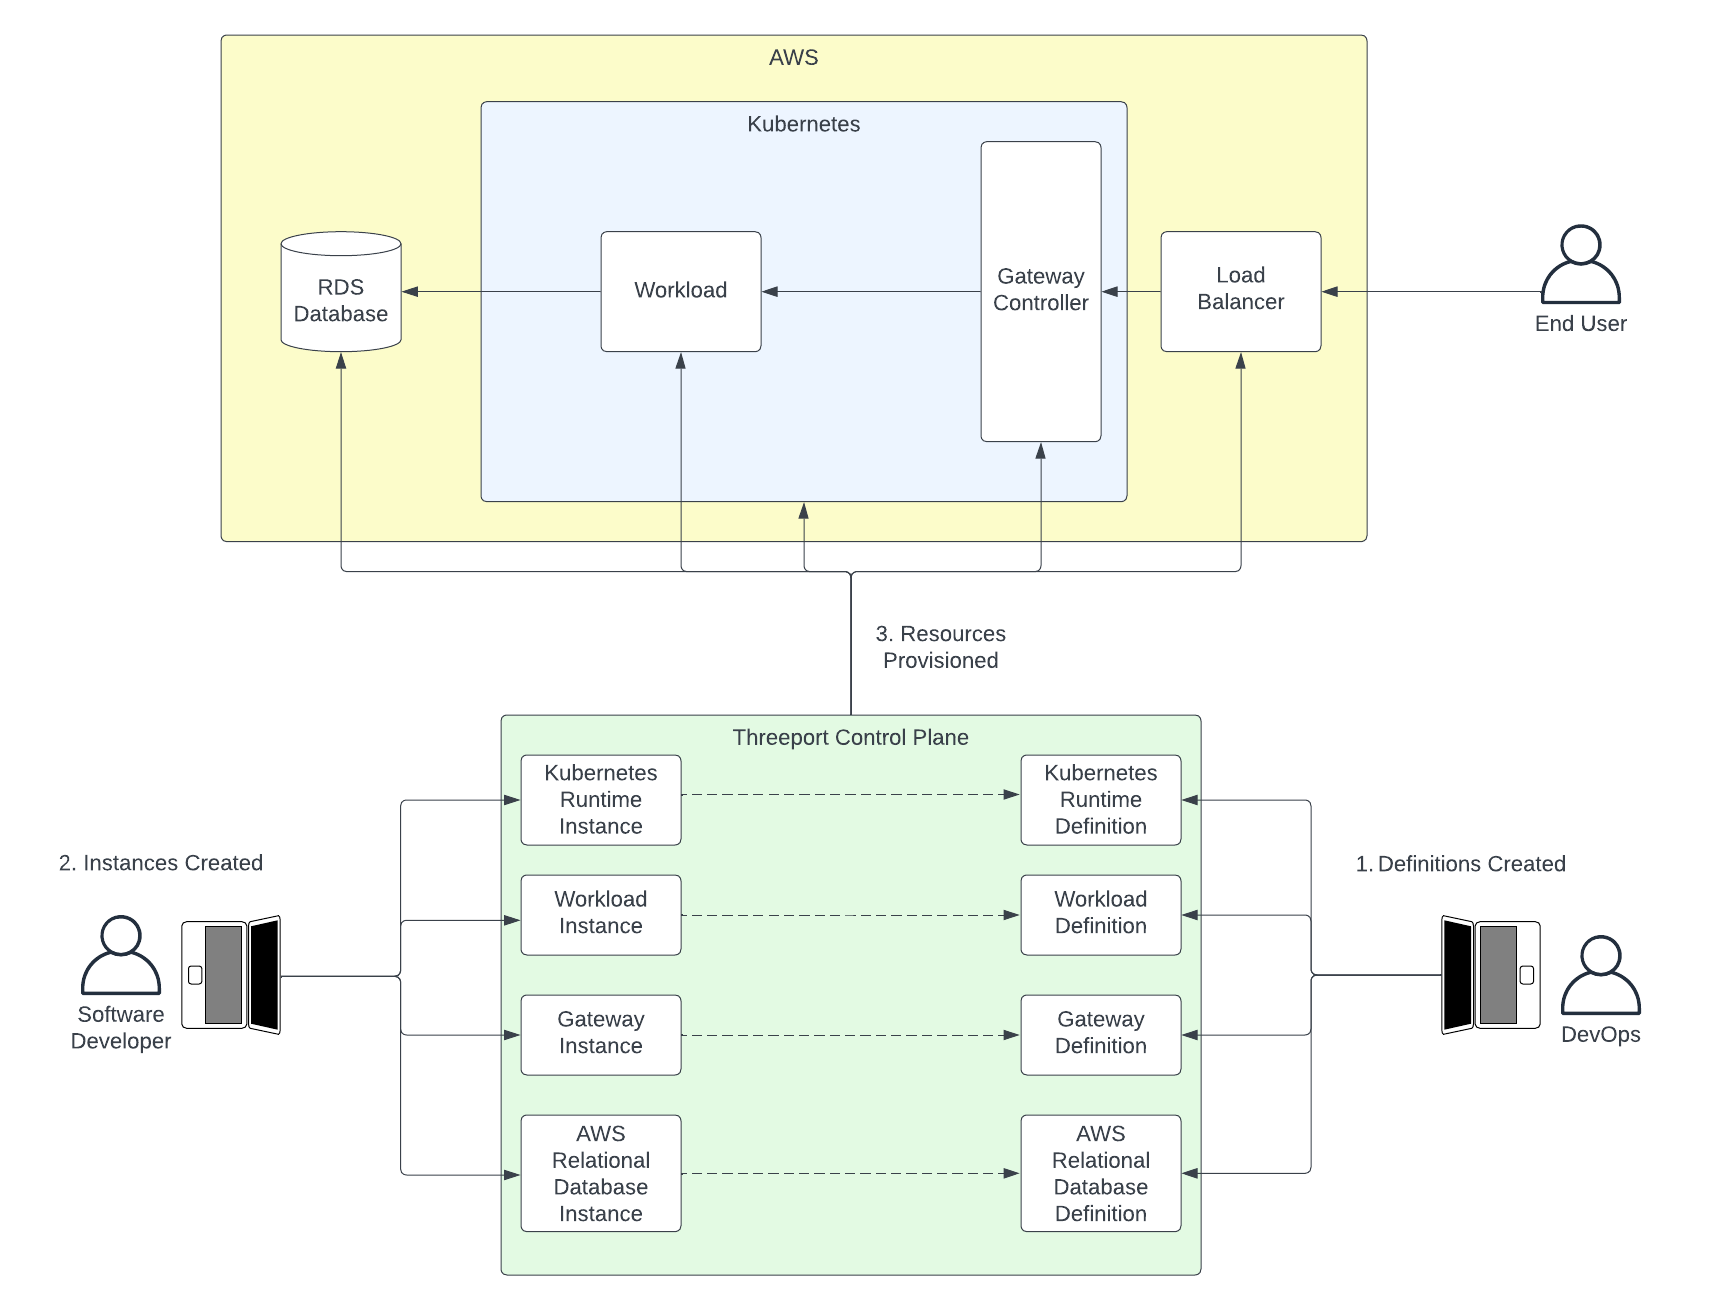 AWS
Kubernetes
RDS
Database
Workload
Gateway
Controller
Load
Balancer
End User
3. Resources
Provisioned
Threeport Control Plane
Kubernetes
Runtime
Instance
Kubernetes
Runtime
Definition
2. Instances Created
1. Definitions Created
Workload
Instance
Workload
Definition
Software
Developer
DevOps
Gateway
Instance
Gateway
Definition
AWS
Relational
Database
Instance
AWS
Relational
Database
Definition